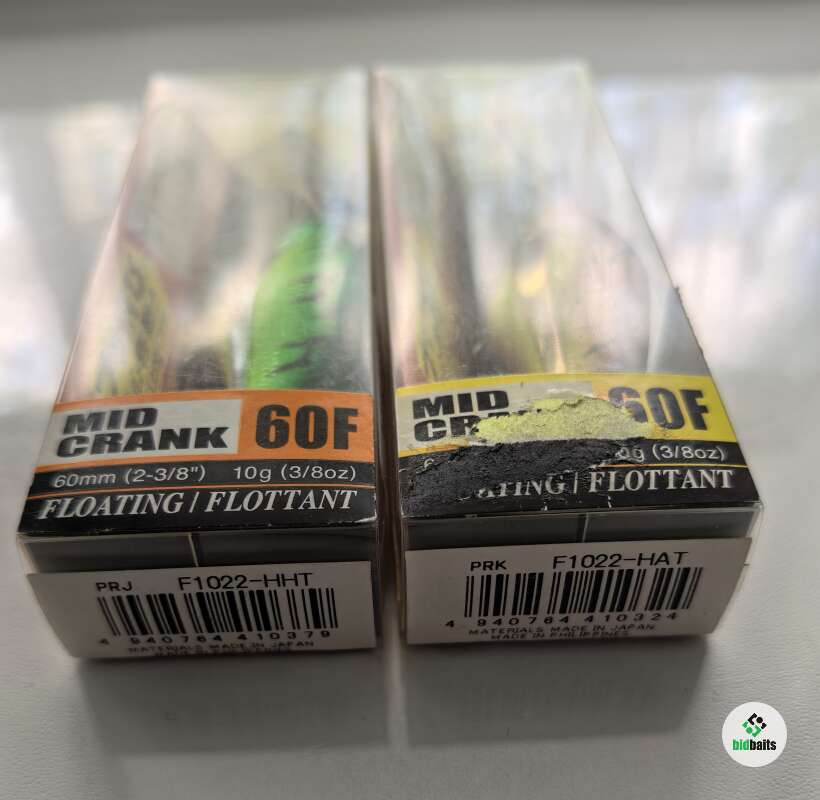 MID
CRANK 60F
60mm (2-3/8") 10g (3/8oz)
FLOATING / FLOTTANT
PRJ F1022-HHT
4 940764 410379
MATERIALS MADE IN JAPAN
MID
60F
(3/8oz)
/ FLOTTANT
PRK F1022-HAT
4 940764 410324
MATERIALS MADE IN JAPAN
MADE IN PHILIPPINES
bidbaits